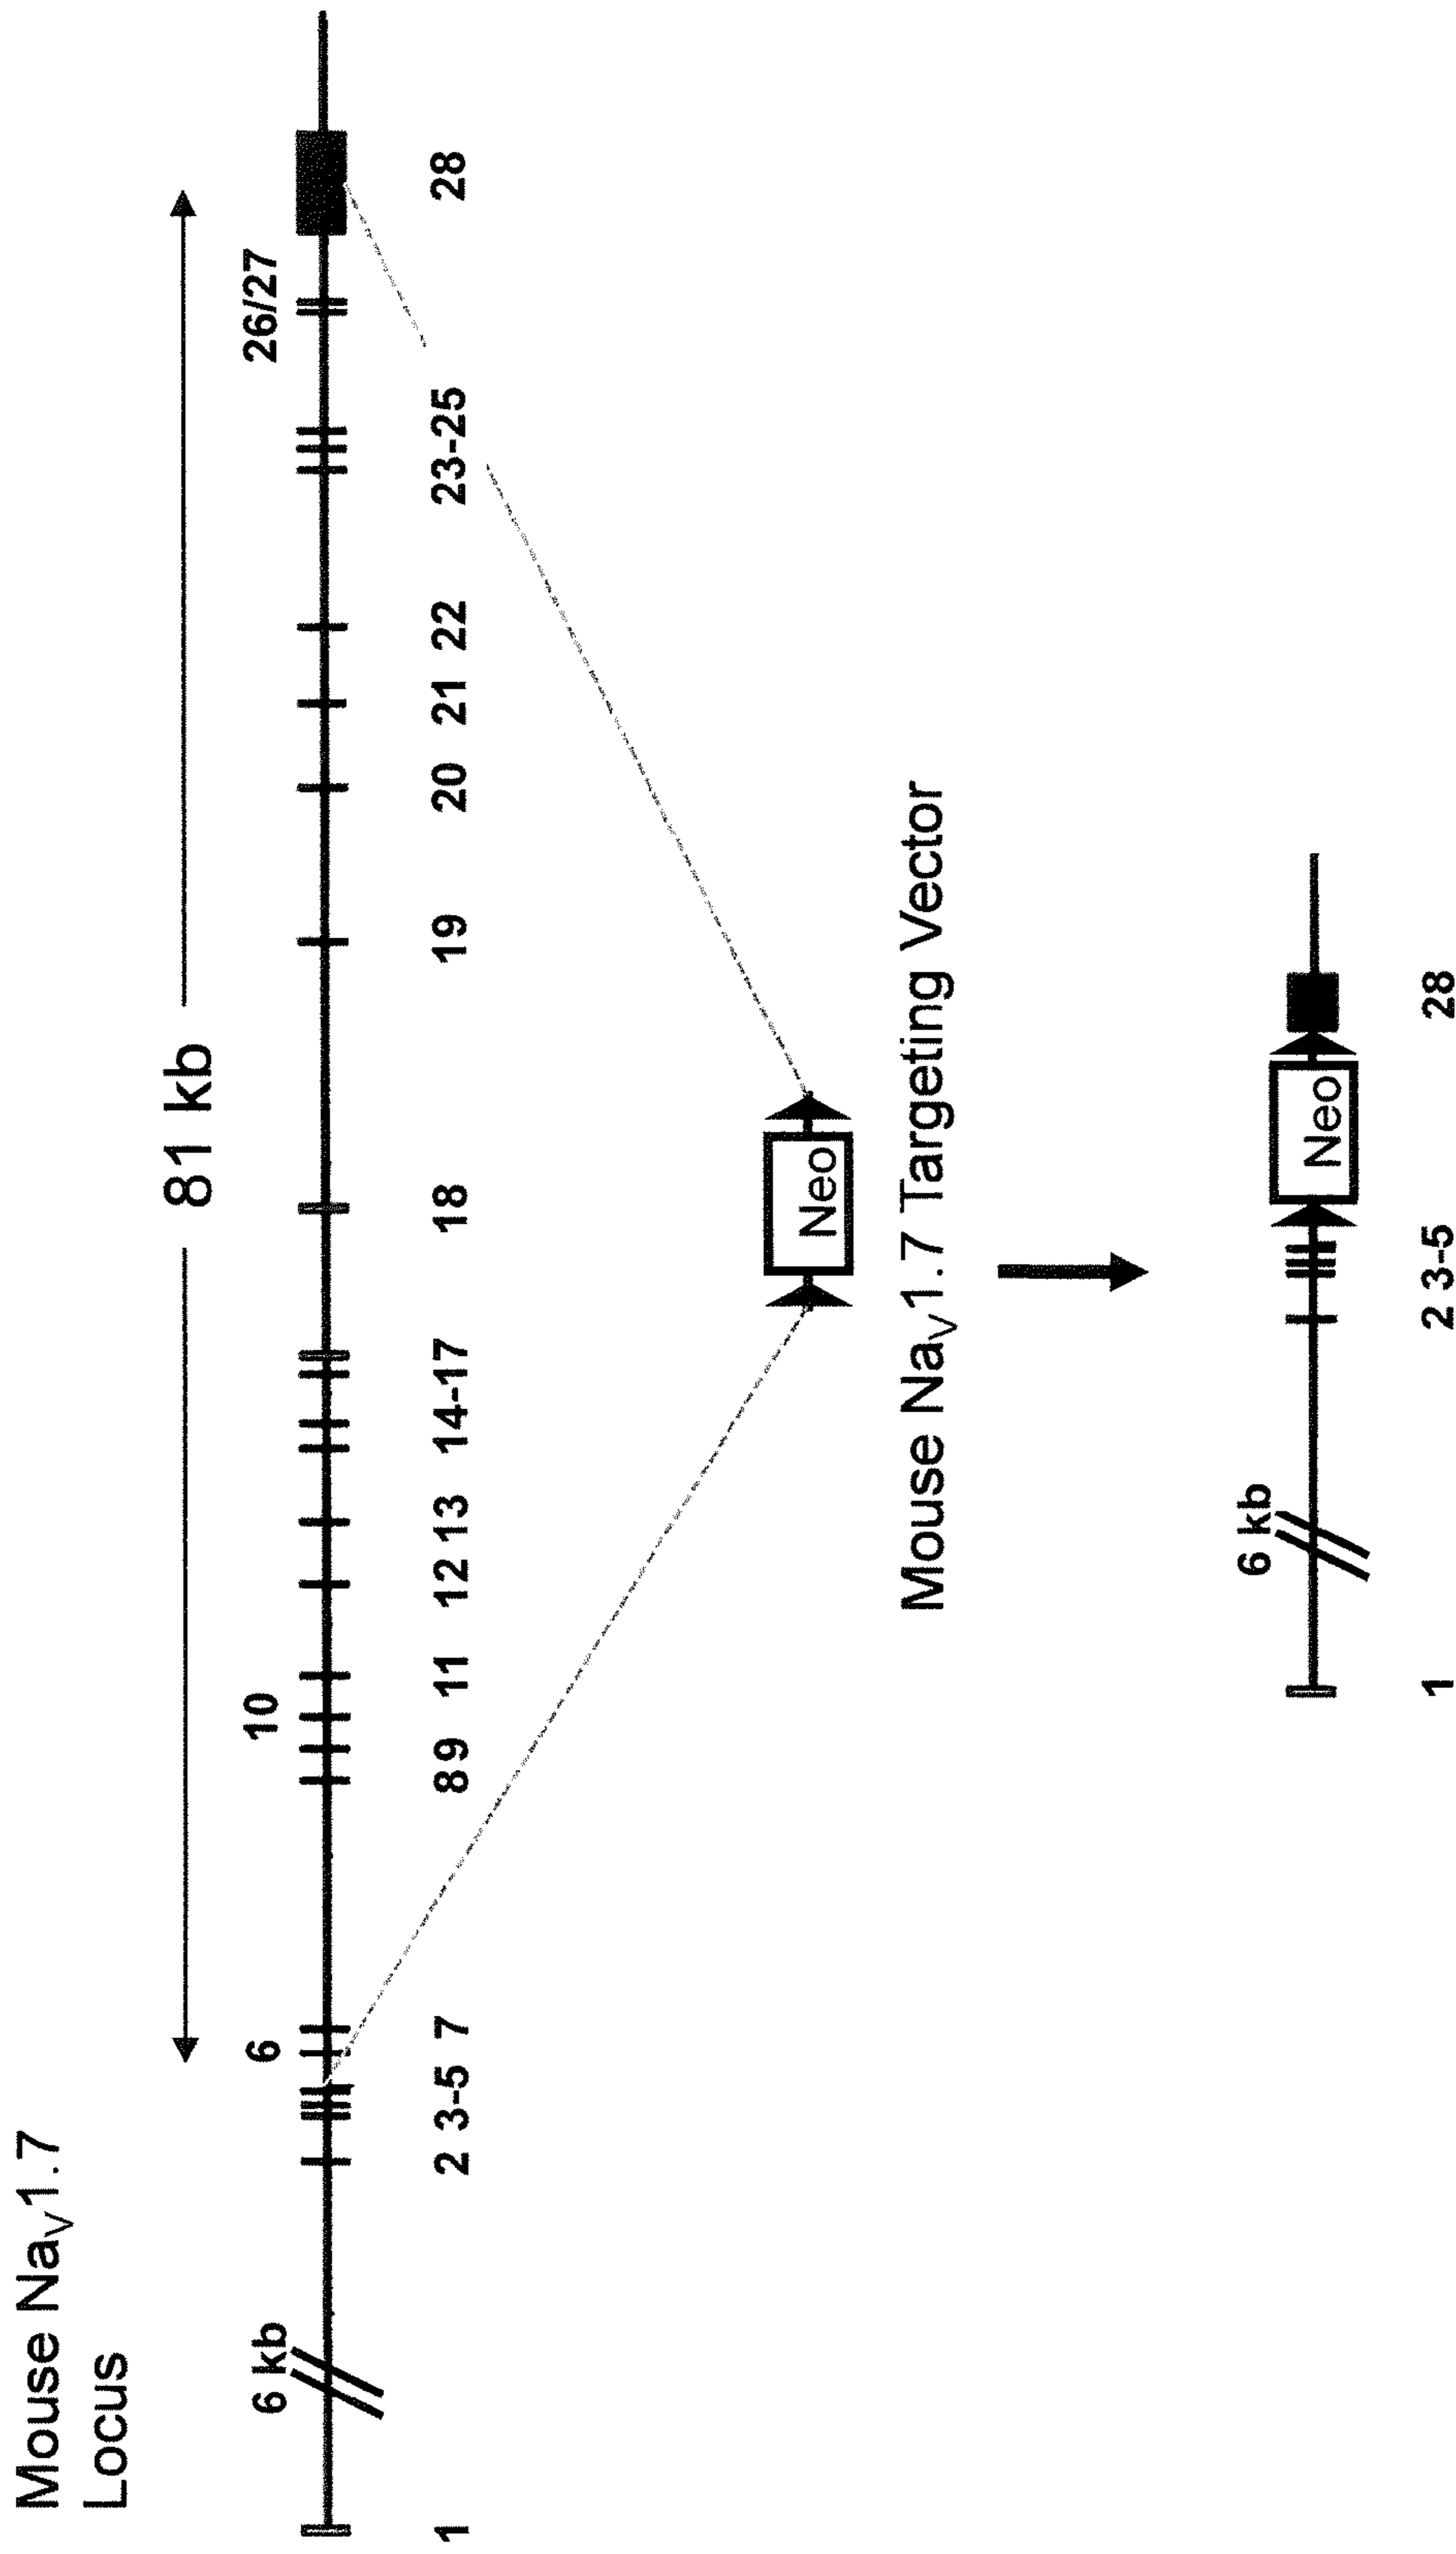 Mouse NaV1.7
Locus
81 kb
6 kb
6
10
26/27
1
2 3-5 7
8 9 11 12 13 14-17 18 19 20 21 22 23-25 28
Neo
Mouse NaV1.7 Targeting Vector
6 kb
Neo
1
2 3-5
28